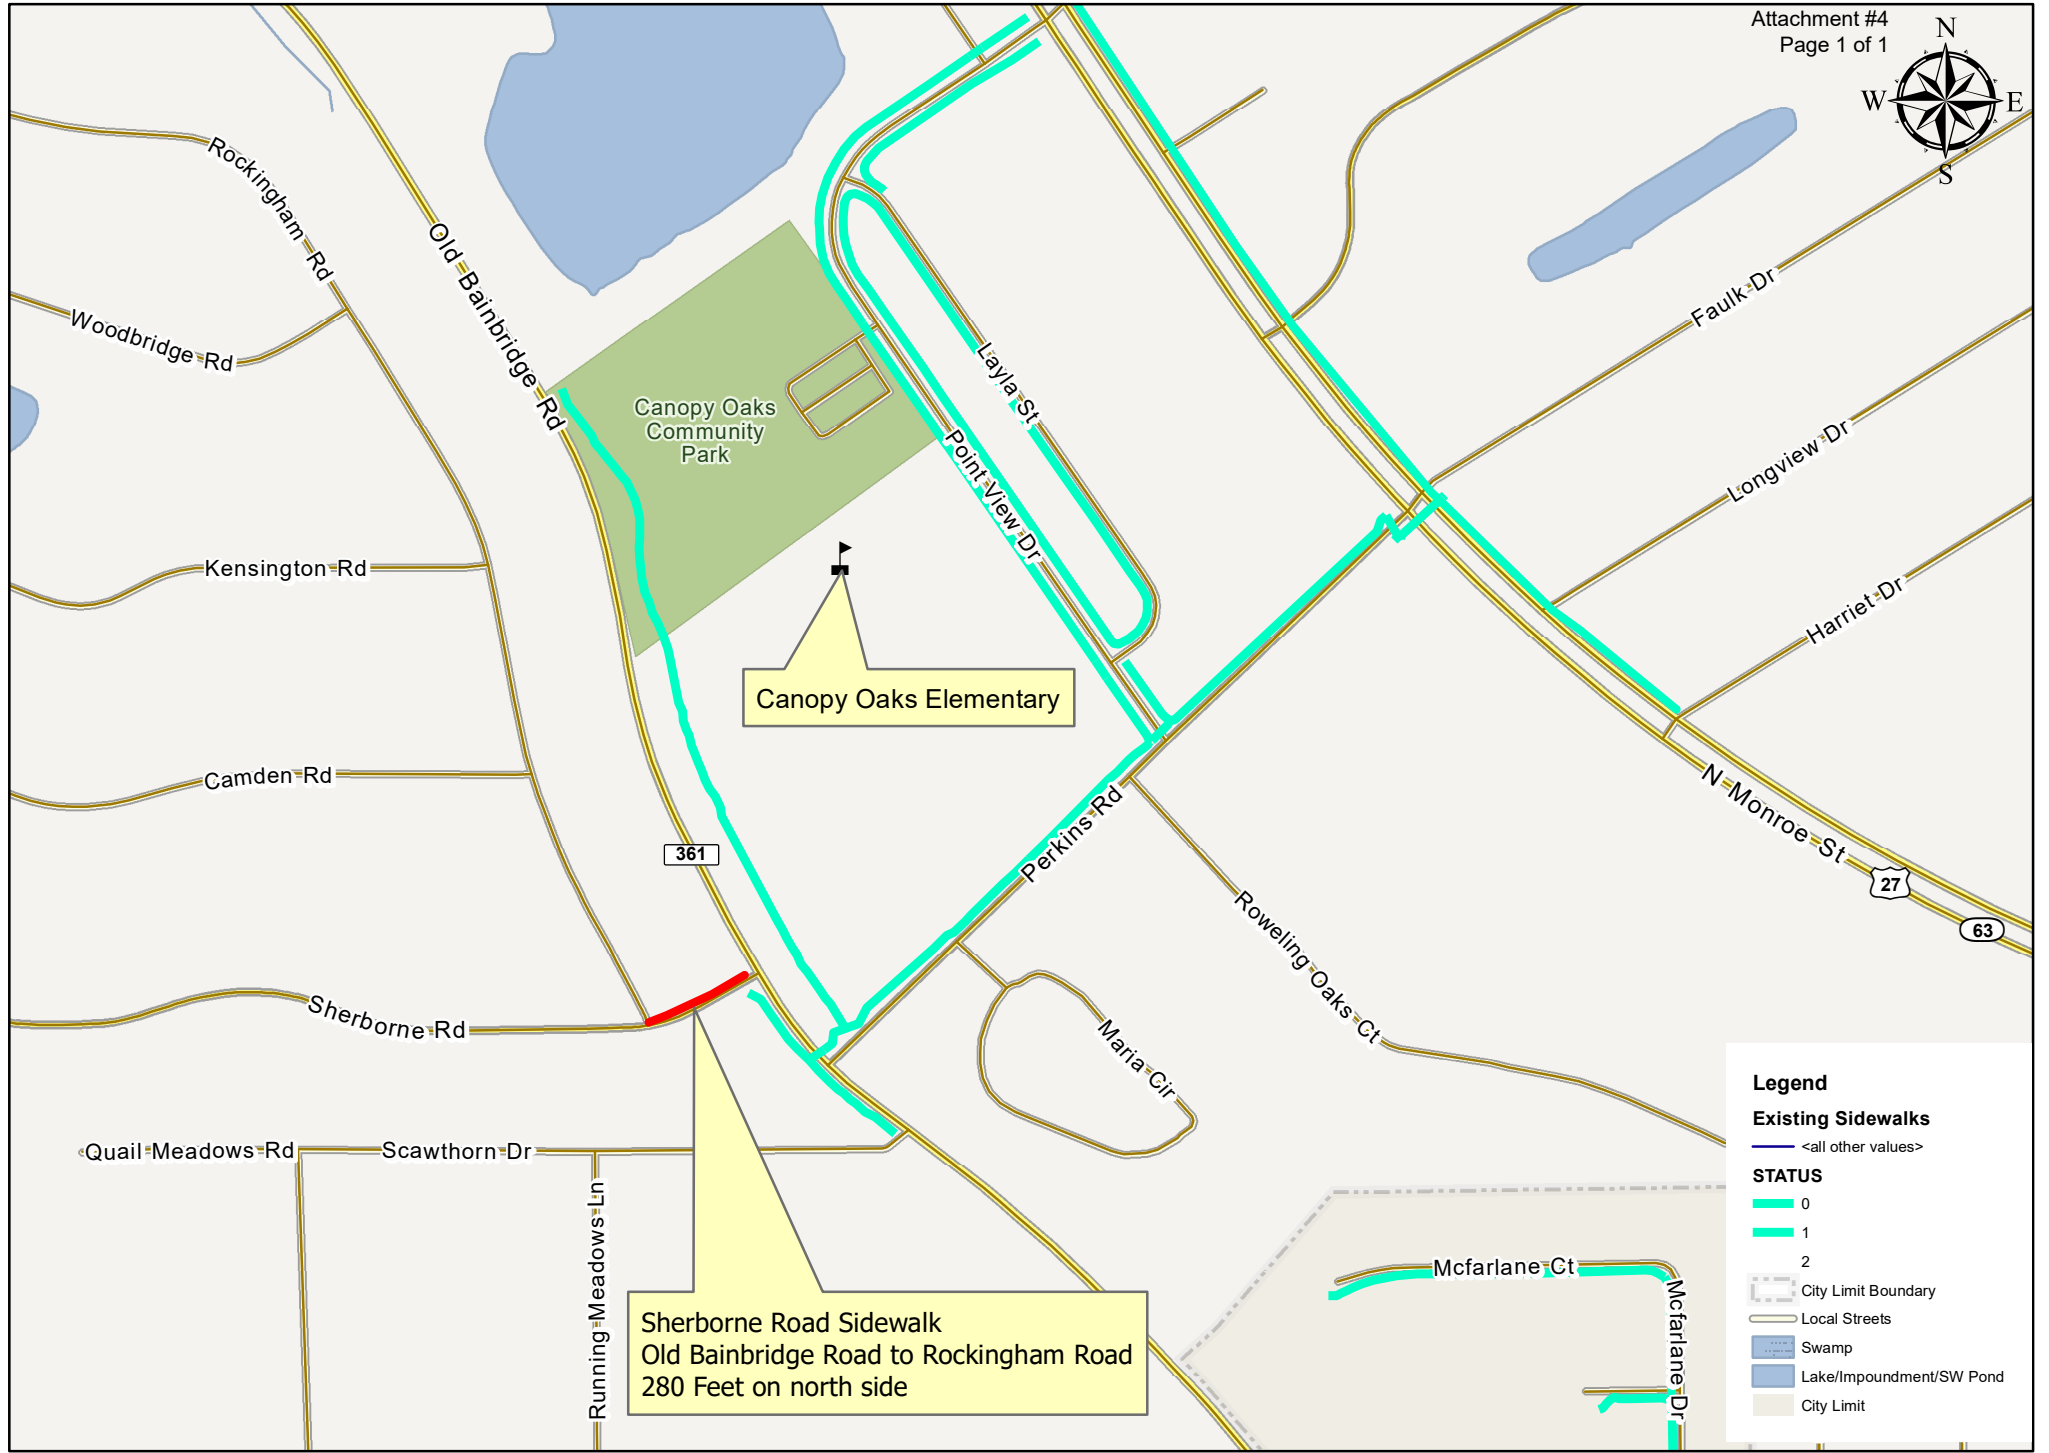 Attachment #4
Page 1 of 1
N
W
E
S
Rockingham Rd
Old Bainbridge Rd
Woodbridge Rd
Faulk Dr
Layla St
Canopy Oaks
Community
Park
Longview Dr
Point View Dr
Kensington Rd
Harriet Dr
Canopy Oaks Elementary
Camden Rd
N Monroe St
Perkins Rd
361
27
63
Roweling Oaks Ct
Sherborne Rd
Maria Cir
Quail Meadows Rd
Scawthorn Dr
Running Meadows Ln
Sherborne Road Sidewalk
Old Bainbridge Road to Rockingham Road
280 Feet on north side
Mcfarlane Ct
Mcfarlane Dr
Legend
Existing Sidewalks
<all other values>
STATUS
0
1
2
City Limit Boundary
Local Streets
Swamp
Lake/Impoundment/SW Pond
City Limit